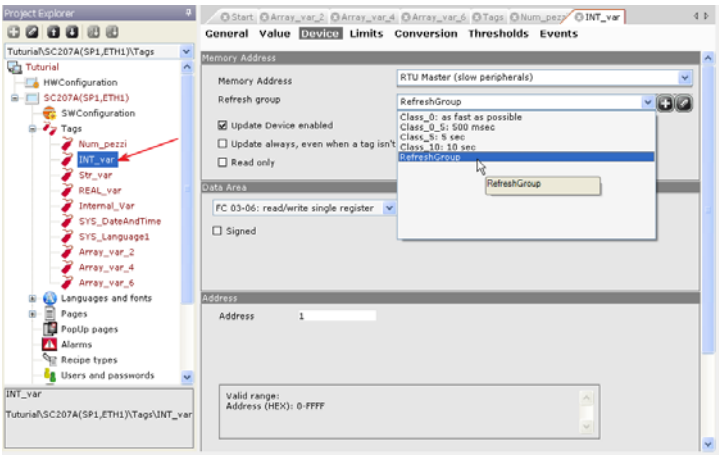 Project Explorer
Tuturial\SC207A(SP1,ETH1)\Tags
Tuturial
HWConfiguration
SC207A(SP1,ETH1)
SWConfiguration
Tags
Num_pezzi
INT_var
Str_var
REAL_var
Internal_Var
SYS_DateAndTime
SYS_Language1
Array_var_2
Array_var_4
Array_var_6
Languages and fonts
Pages
PopUp pages
Alarms
Recipe types
Users and passwords
INT_var
Tuturial\SC207A(SP1,ETH1)\Tags\INT_var
Start Array_var_2 Array_var_4 Array_var_6 Tags Num_pezz INT_var
General Value Device Limits Conversion Thresholds Events
Memory Address
Memory Address RTU Master (slow peripherals)
Refresh group RefreshGroup
Class_0: as fast as possible
Class_0_5: 500 msec
Class_5: 5 sec
Class_10: 10 sec
RefreshGroup
RefreshGroup
Update Device enabled
Update always, even when a tag isn't
Read only
Data Area
FC 03-06: read/write single register
Signed
Address
Address 1
Valid range:
Address (HEX): 0-FFFF